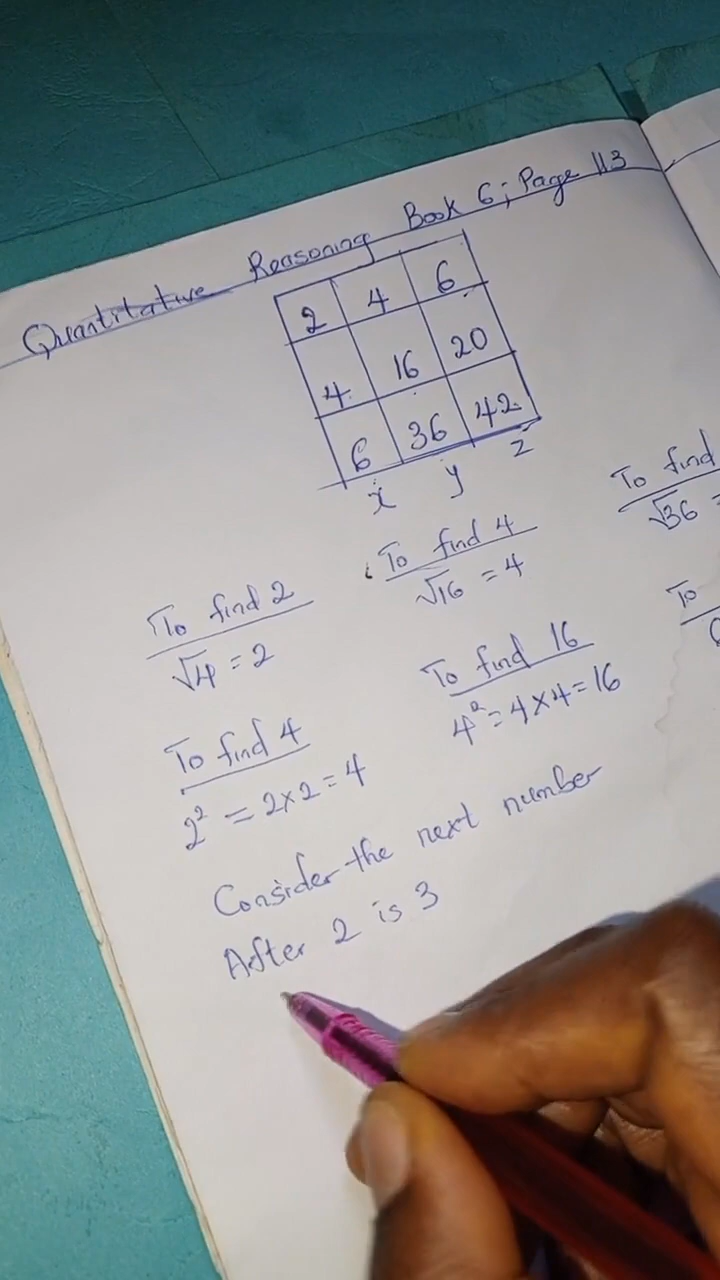 Quantitative Reasoning Book 6; Page 113
2 4 6
4 16 20
6 36 42
x y z
To find 2
√4 = 2
To find 4
√16 = 4
To find
√36 =
To find 4
2² = 2×2 = 4
To find 16
4² = 4×4 = 16
To
Consider the next number
After 2 is 3